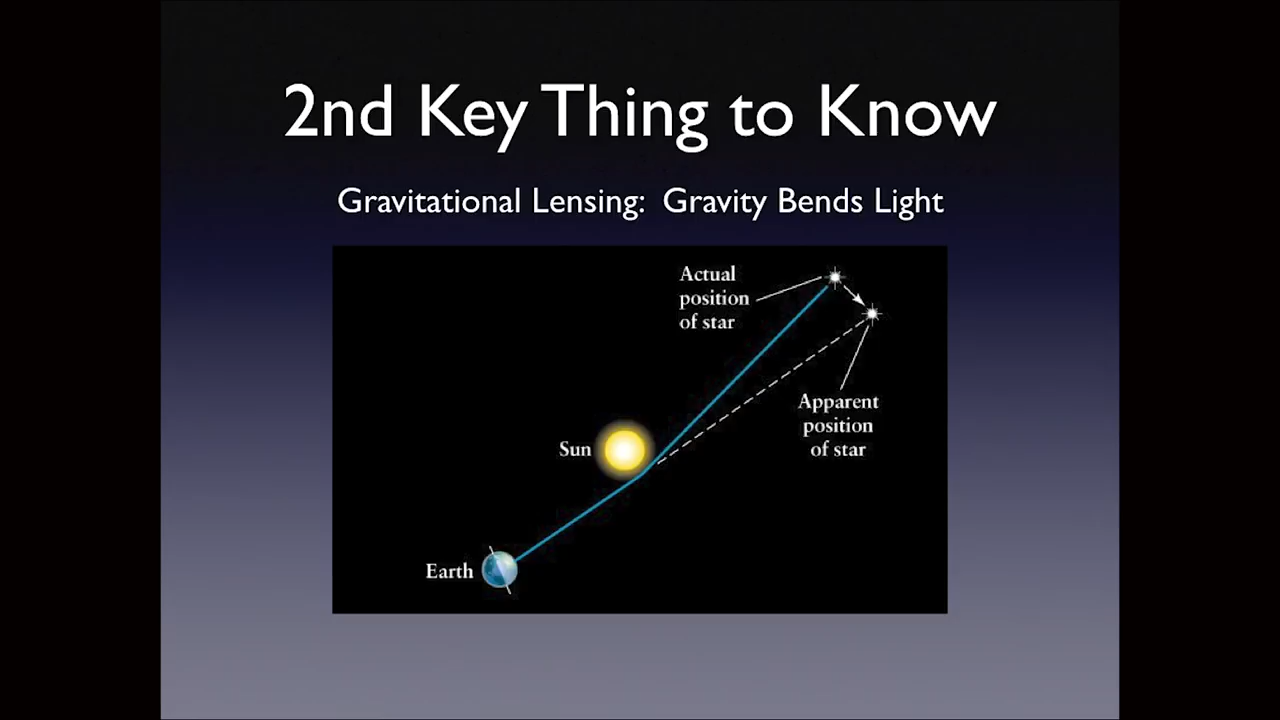 2nd Key Thing to Know
Gravitational Lensing: Gravity Bends Light
Actual
position
of star
Apparent
position
of star
Sun
Earth